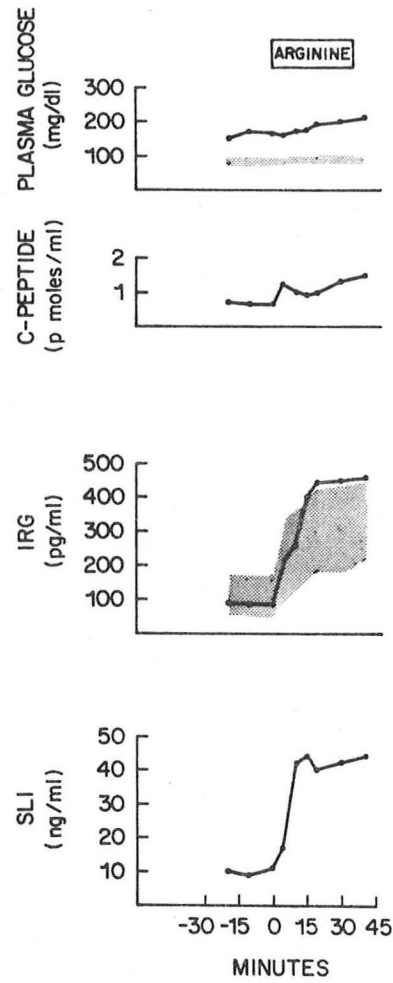 ARGININE
PLASMA GLUCOSE
(mg/dl)
300
200
100
C-PEPTIDE
(p moles/ml)
2
1
IRG
(pg/ml)
500
400
300
200
100
SLI
(ng/ml)
50
40
30
20
10
-30 -15 0 15 30 45
MINUTES